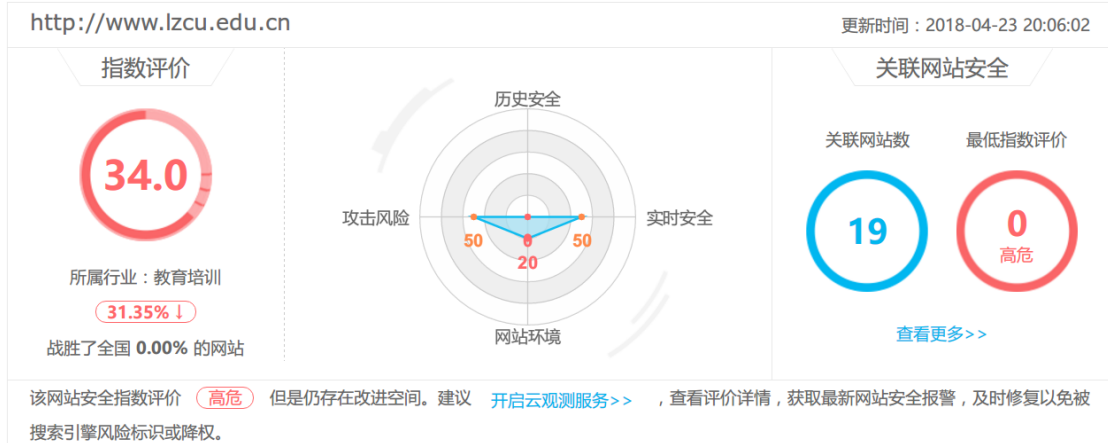 http://www.lzcu.edu.cn
更新时间：2018-04-23 20:06:02
指数评价
34.0
所属行业：教育培训
31.35% ↓
战胜了全国 0.00% 的网站
历史安全
攻击风险
实时安全
50
0
50
20
网站环境
关联网站安全
关联网站数
最低指数评价
19
0
高危
查看更多>>
该网站安全指数评价 高危 但是仍存在改进空间。建议 开启云观测服务>> ，查看评价详情，获取最新网站安全报警，及时修复以免被
搜索引擎风险标识或降权。